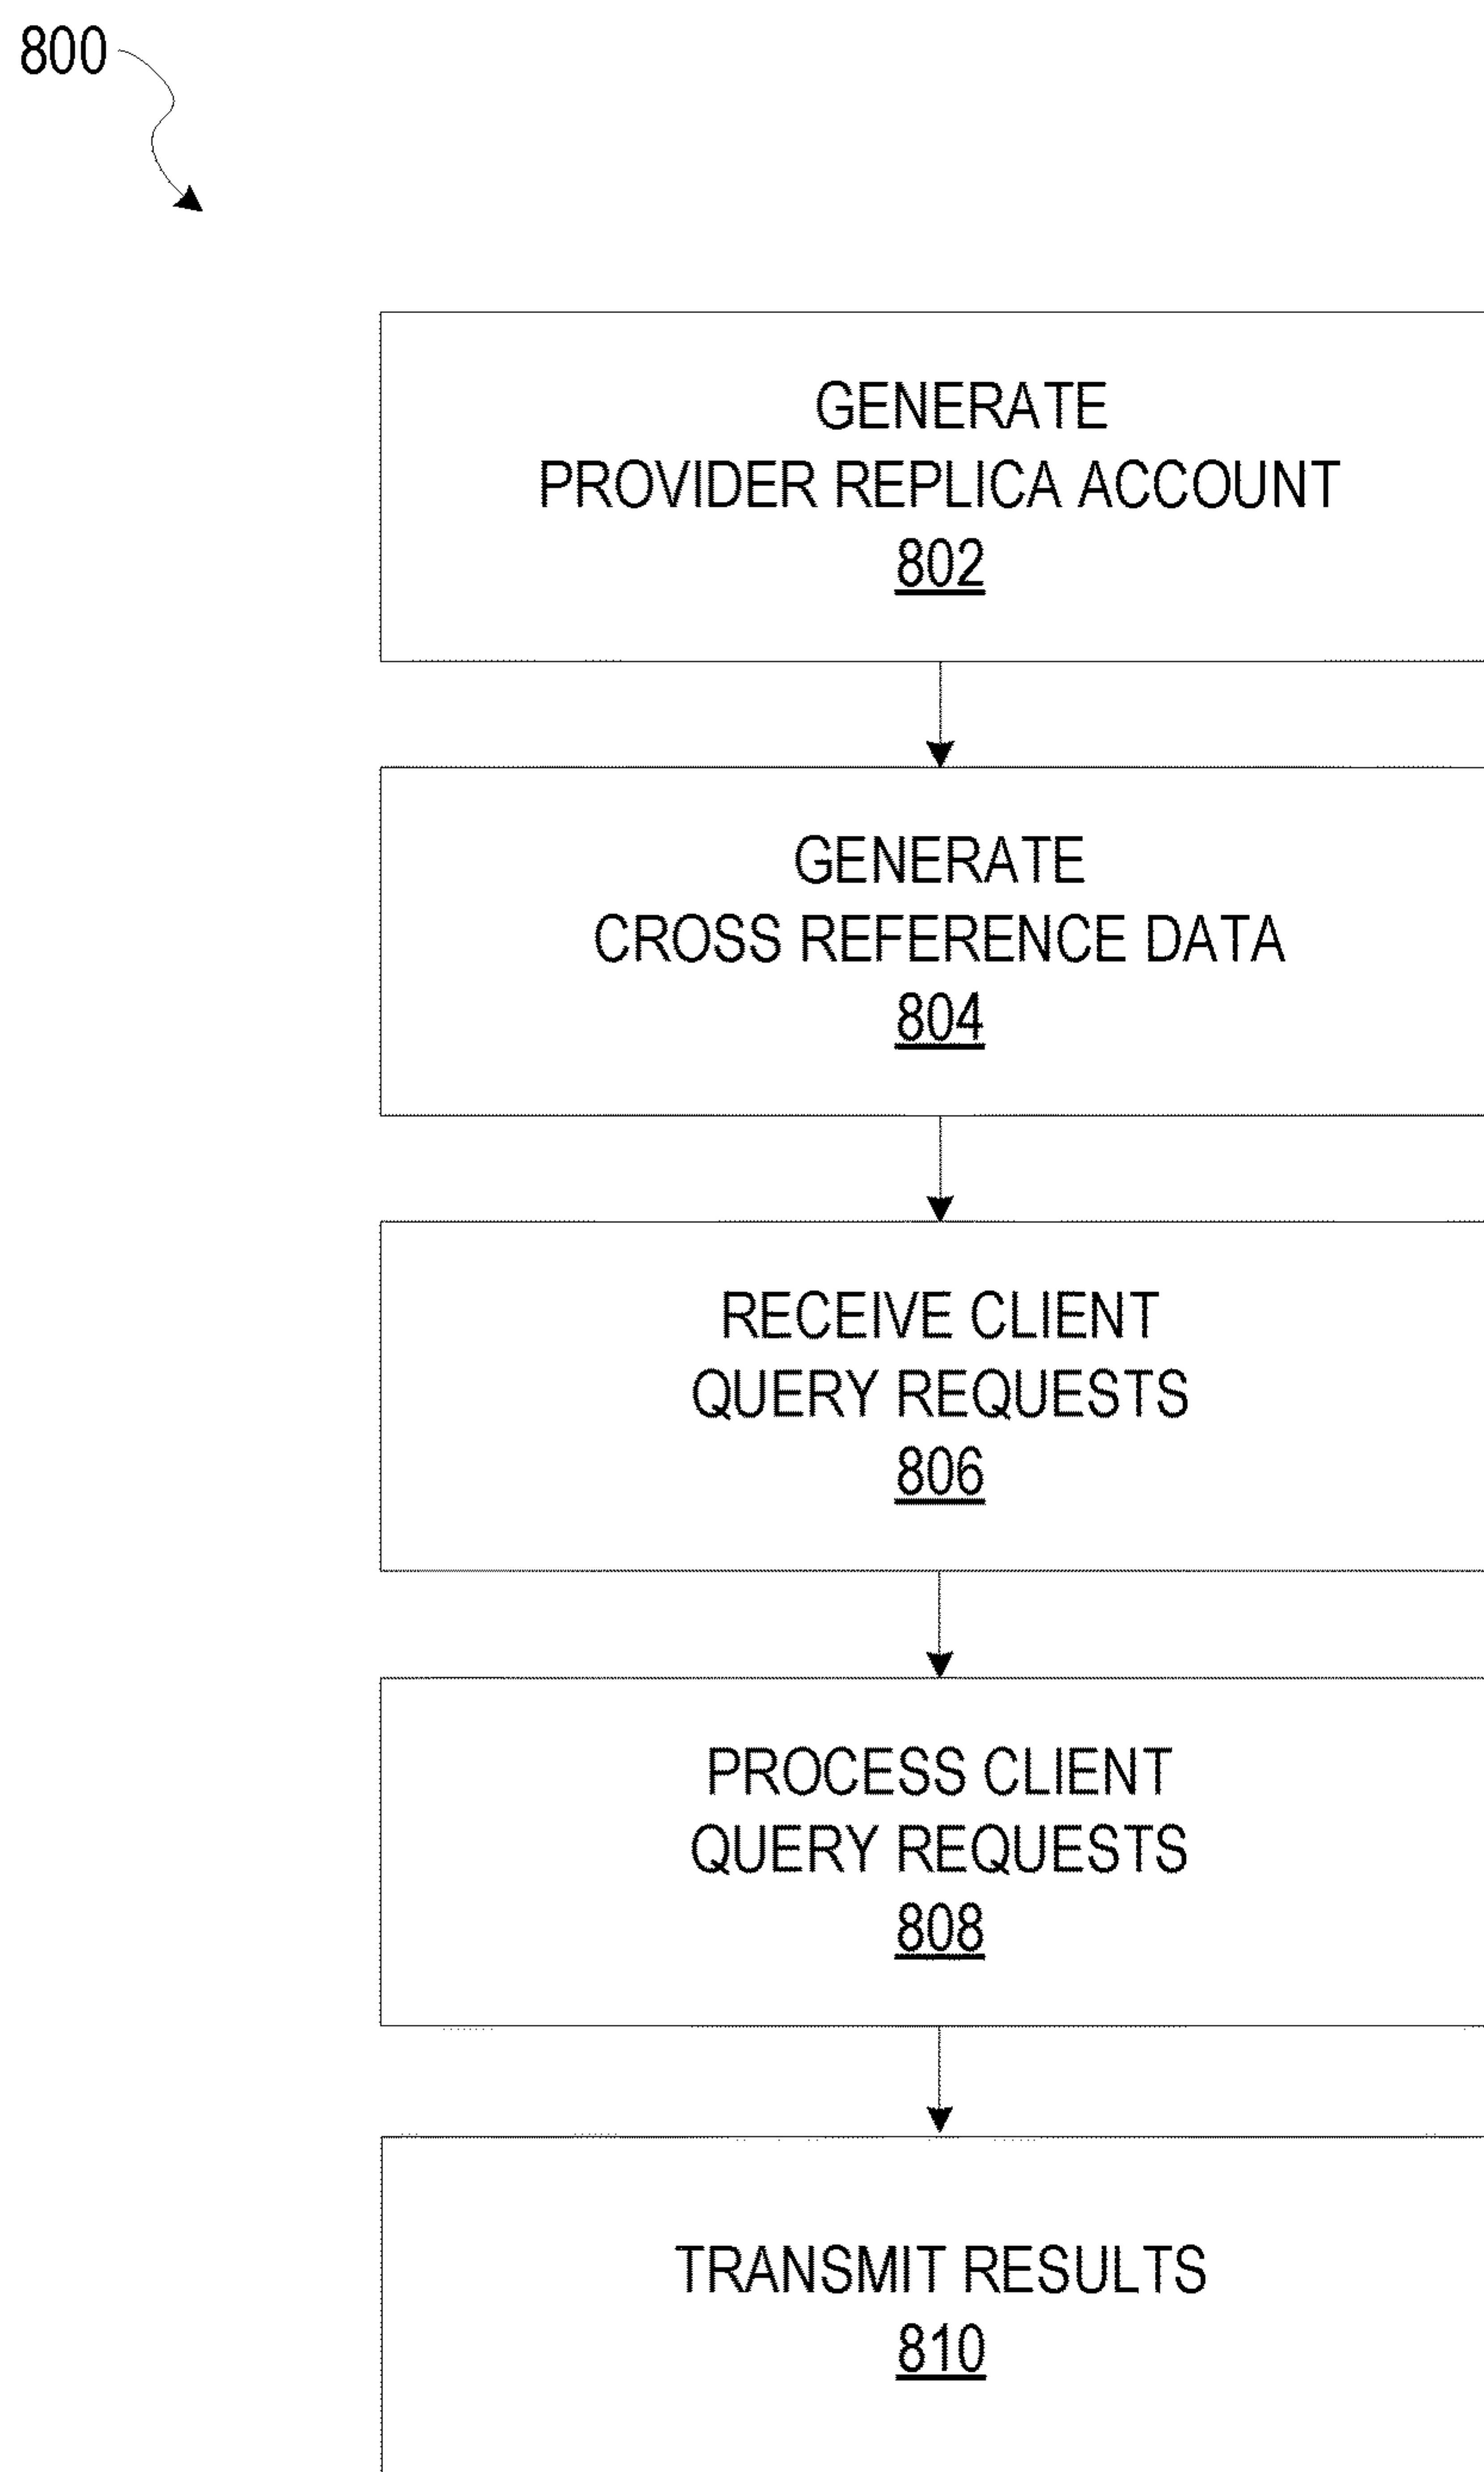 800
GENERATE
PROVIDER REPLICA ACCOUNT
802
GENERATE
CROSS REFERENCE DATA
804
RECEIVE CLIENT
QUERY REQUESTS
806
PROCESS CLIENT
QUERY REQUESTS
808
TRANSMIT RESULTS
810